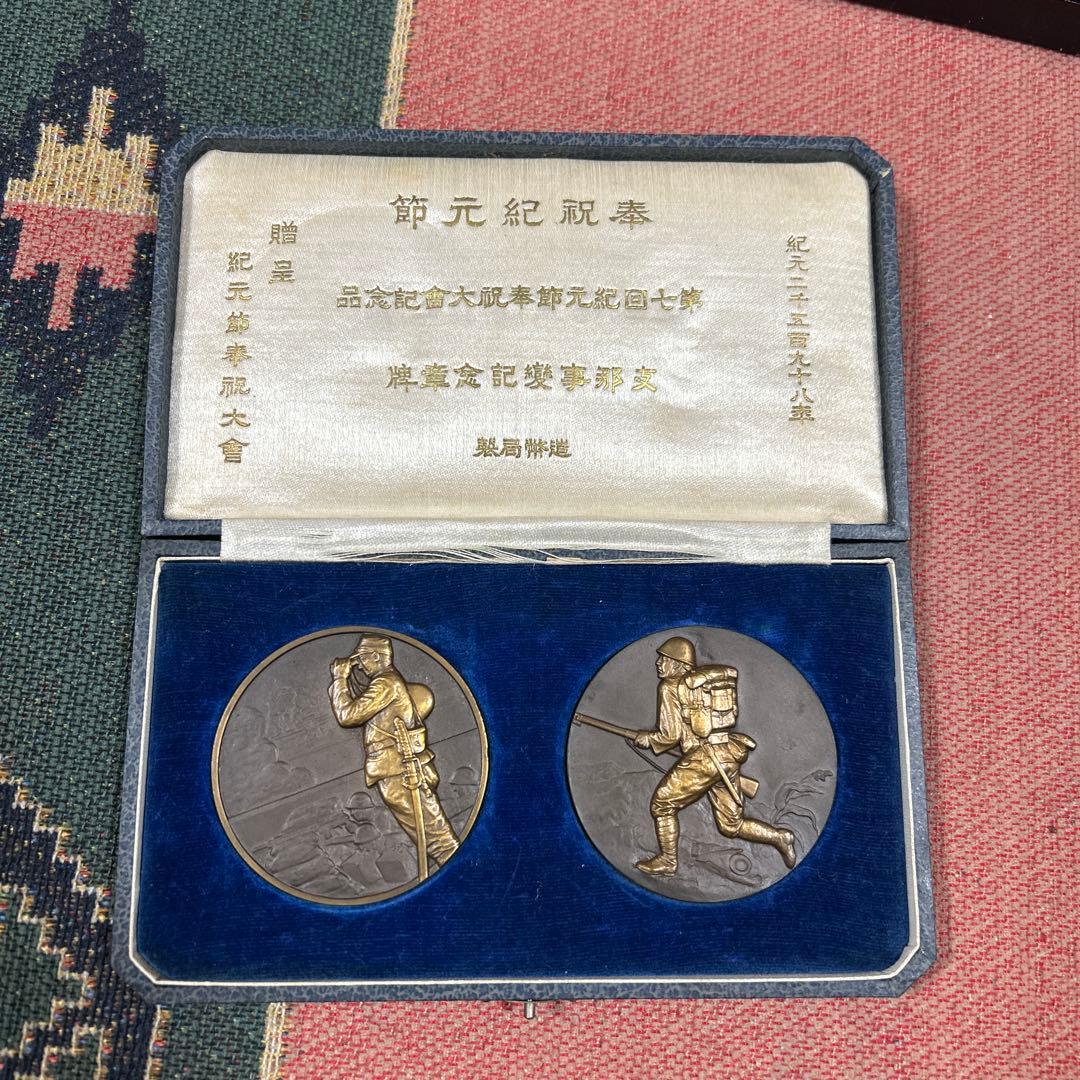 紀元二千五百九十八年
奉祝紀元節
第七回紀元節奉祝大會記念品
支那事變記念章牌
造幣局製
贈呈
紀元節奉祝大會